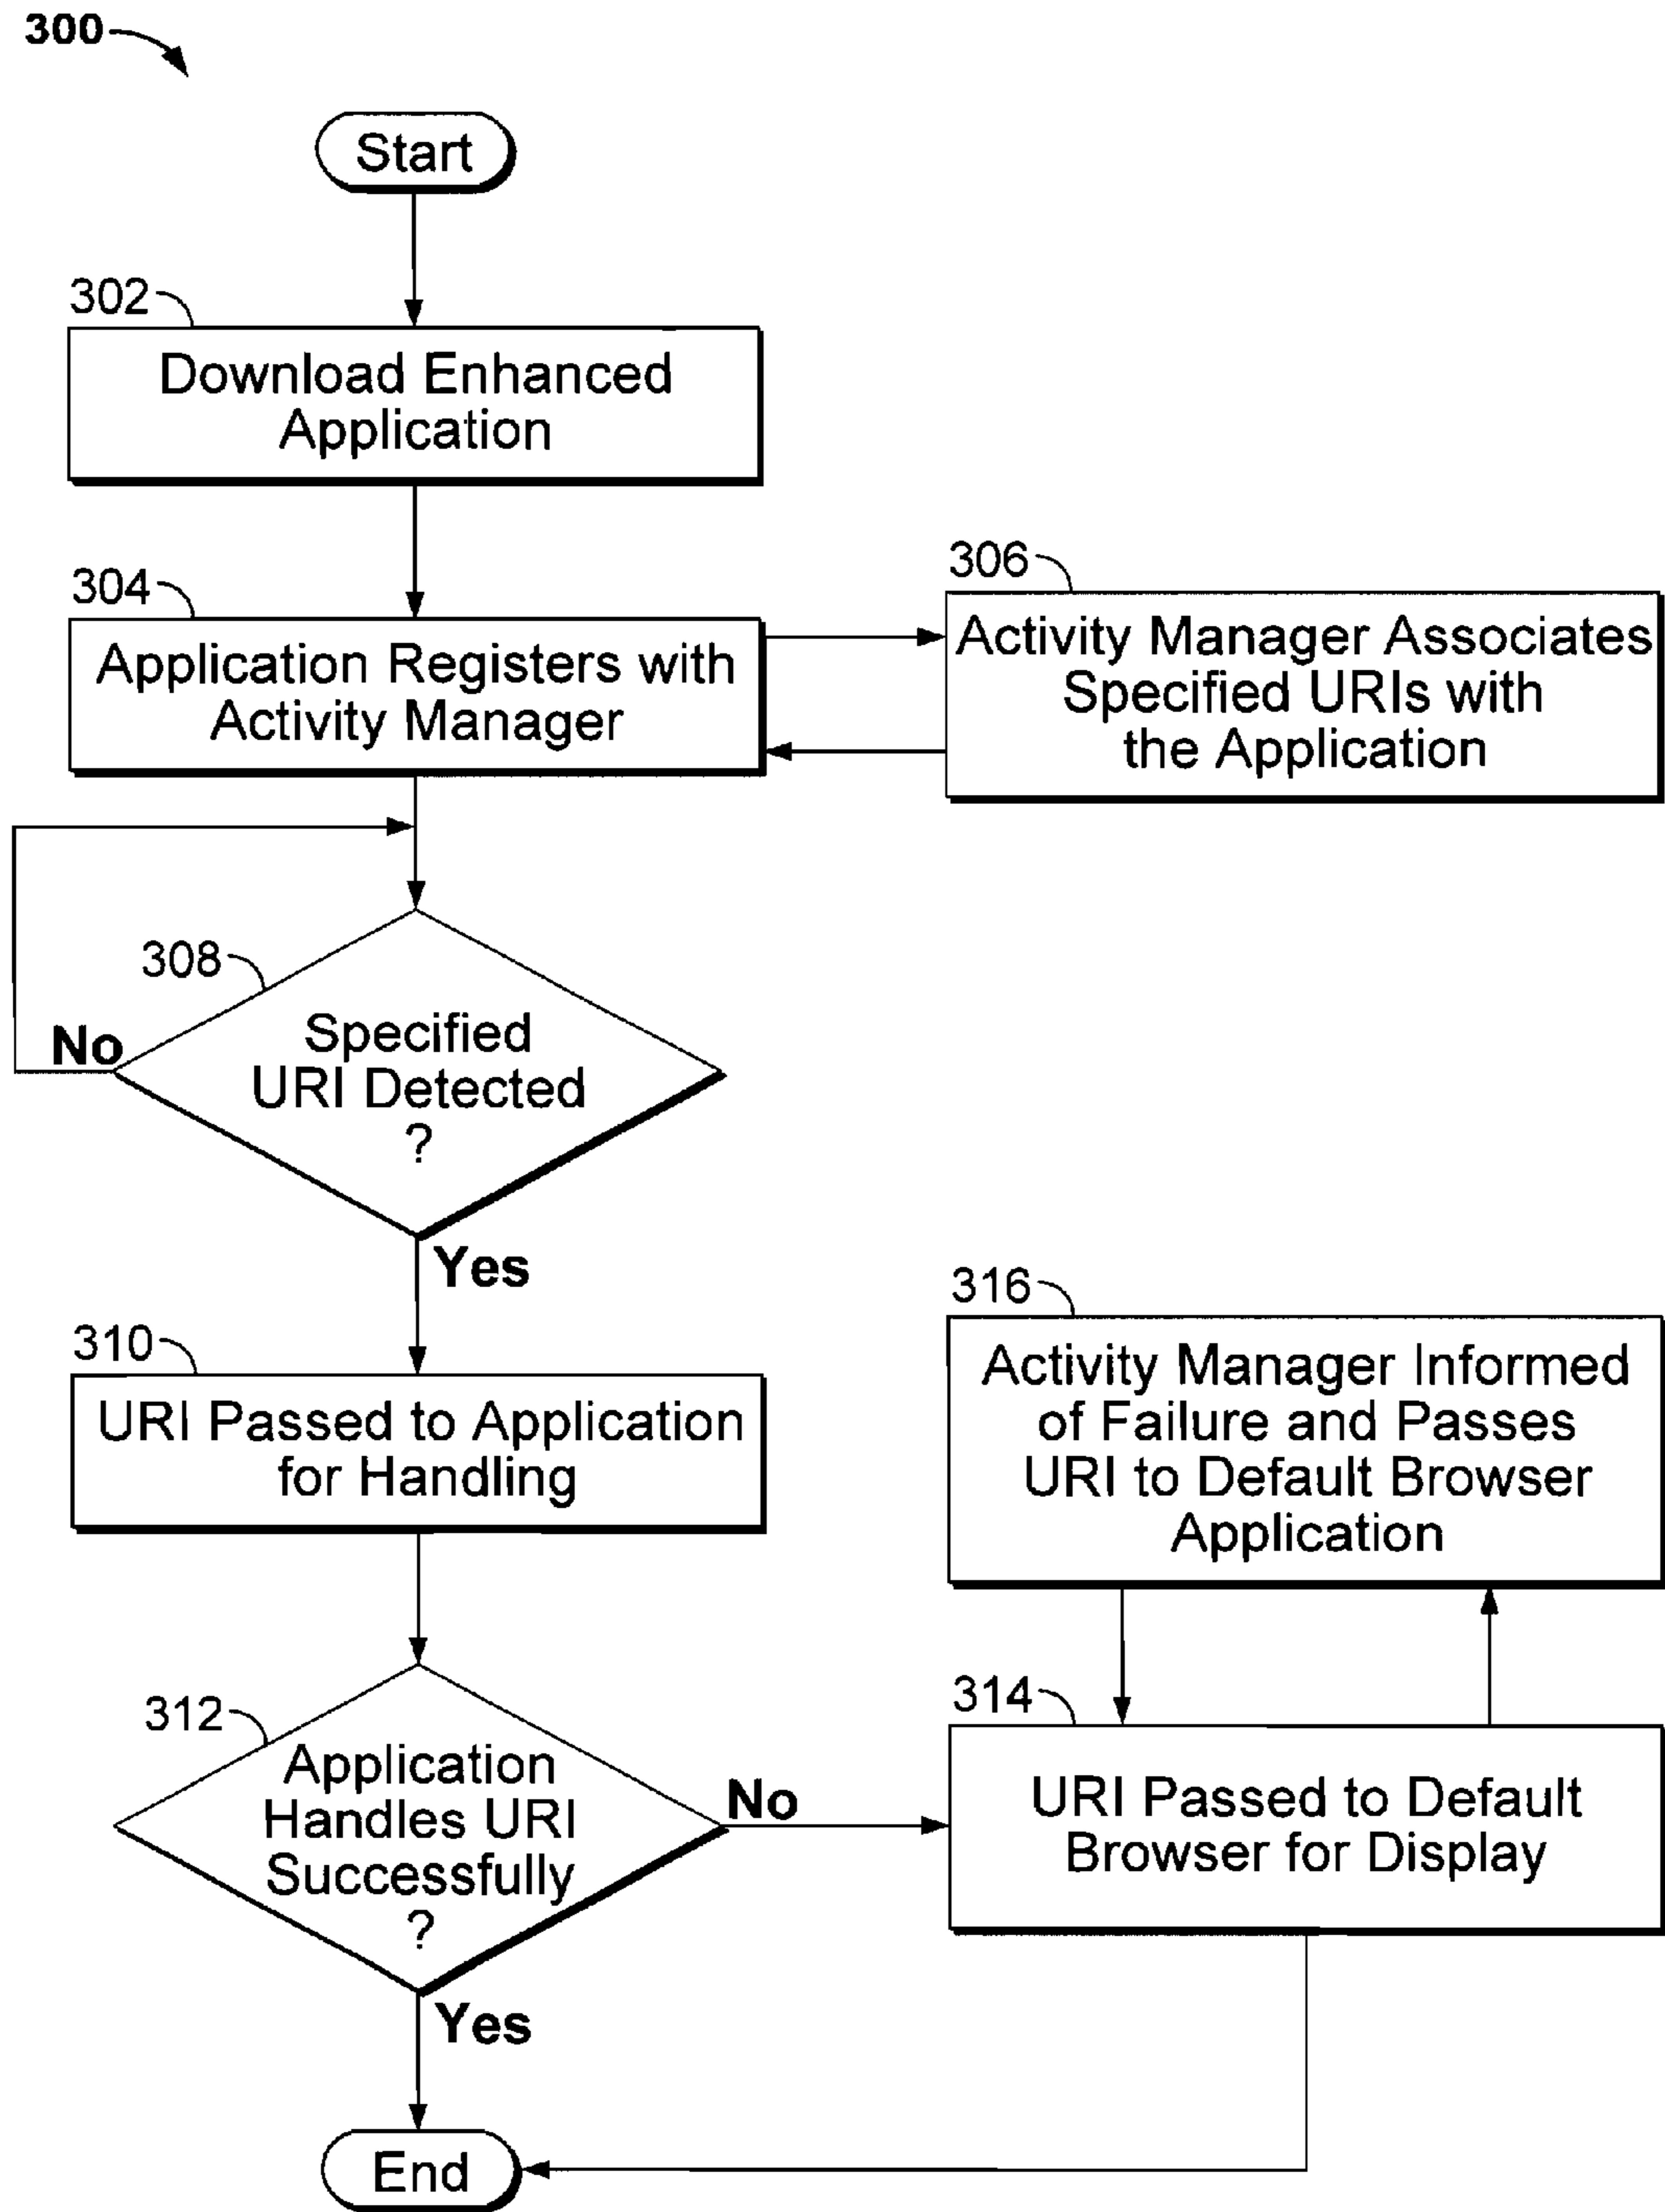 300
Start
302
Download Enhanced
Application
304
Application Registers with
Activity Manager
306
Activity Manager Associates
Specified URIs with
the Application
308
Specified
URI Detected
?
No
Yes
310
URI Passed to Application
for Handling
312
Application
Handles URI
Successfully
?
No
Yes
316
Activity Manager Informed
of Failure and Passes
URI to Default Browser
Application
314
URI Passed to Default
Browser for Display
End